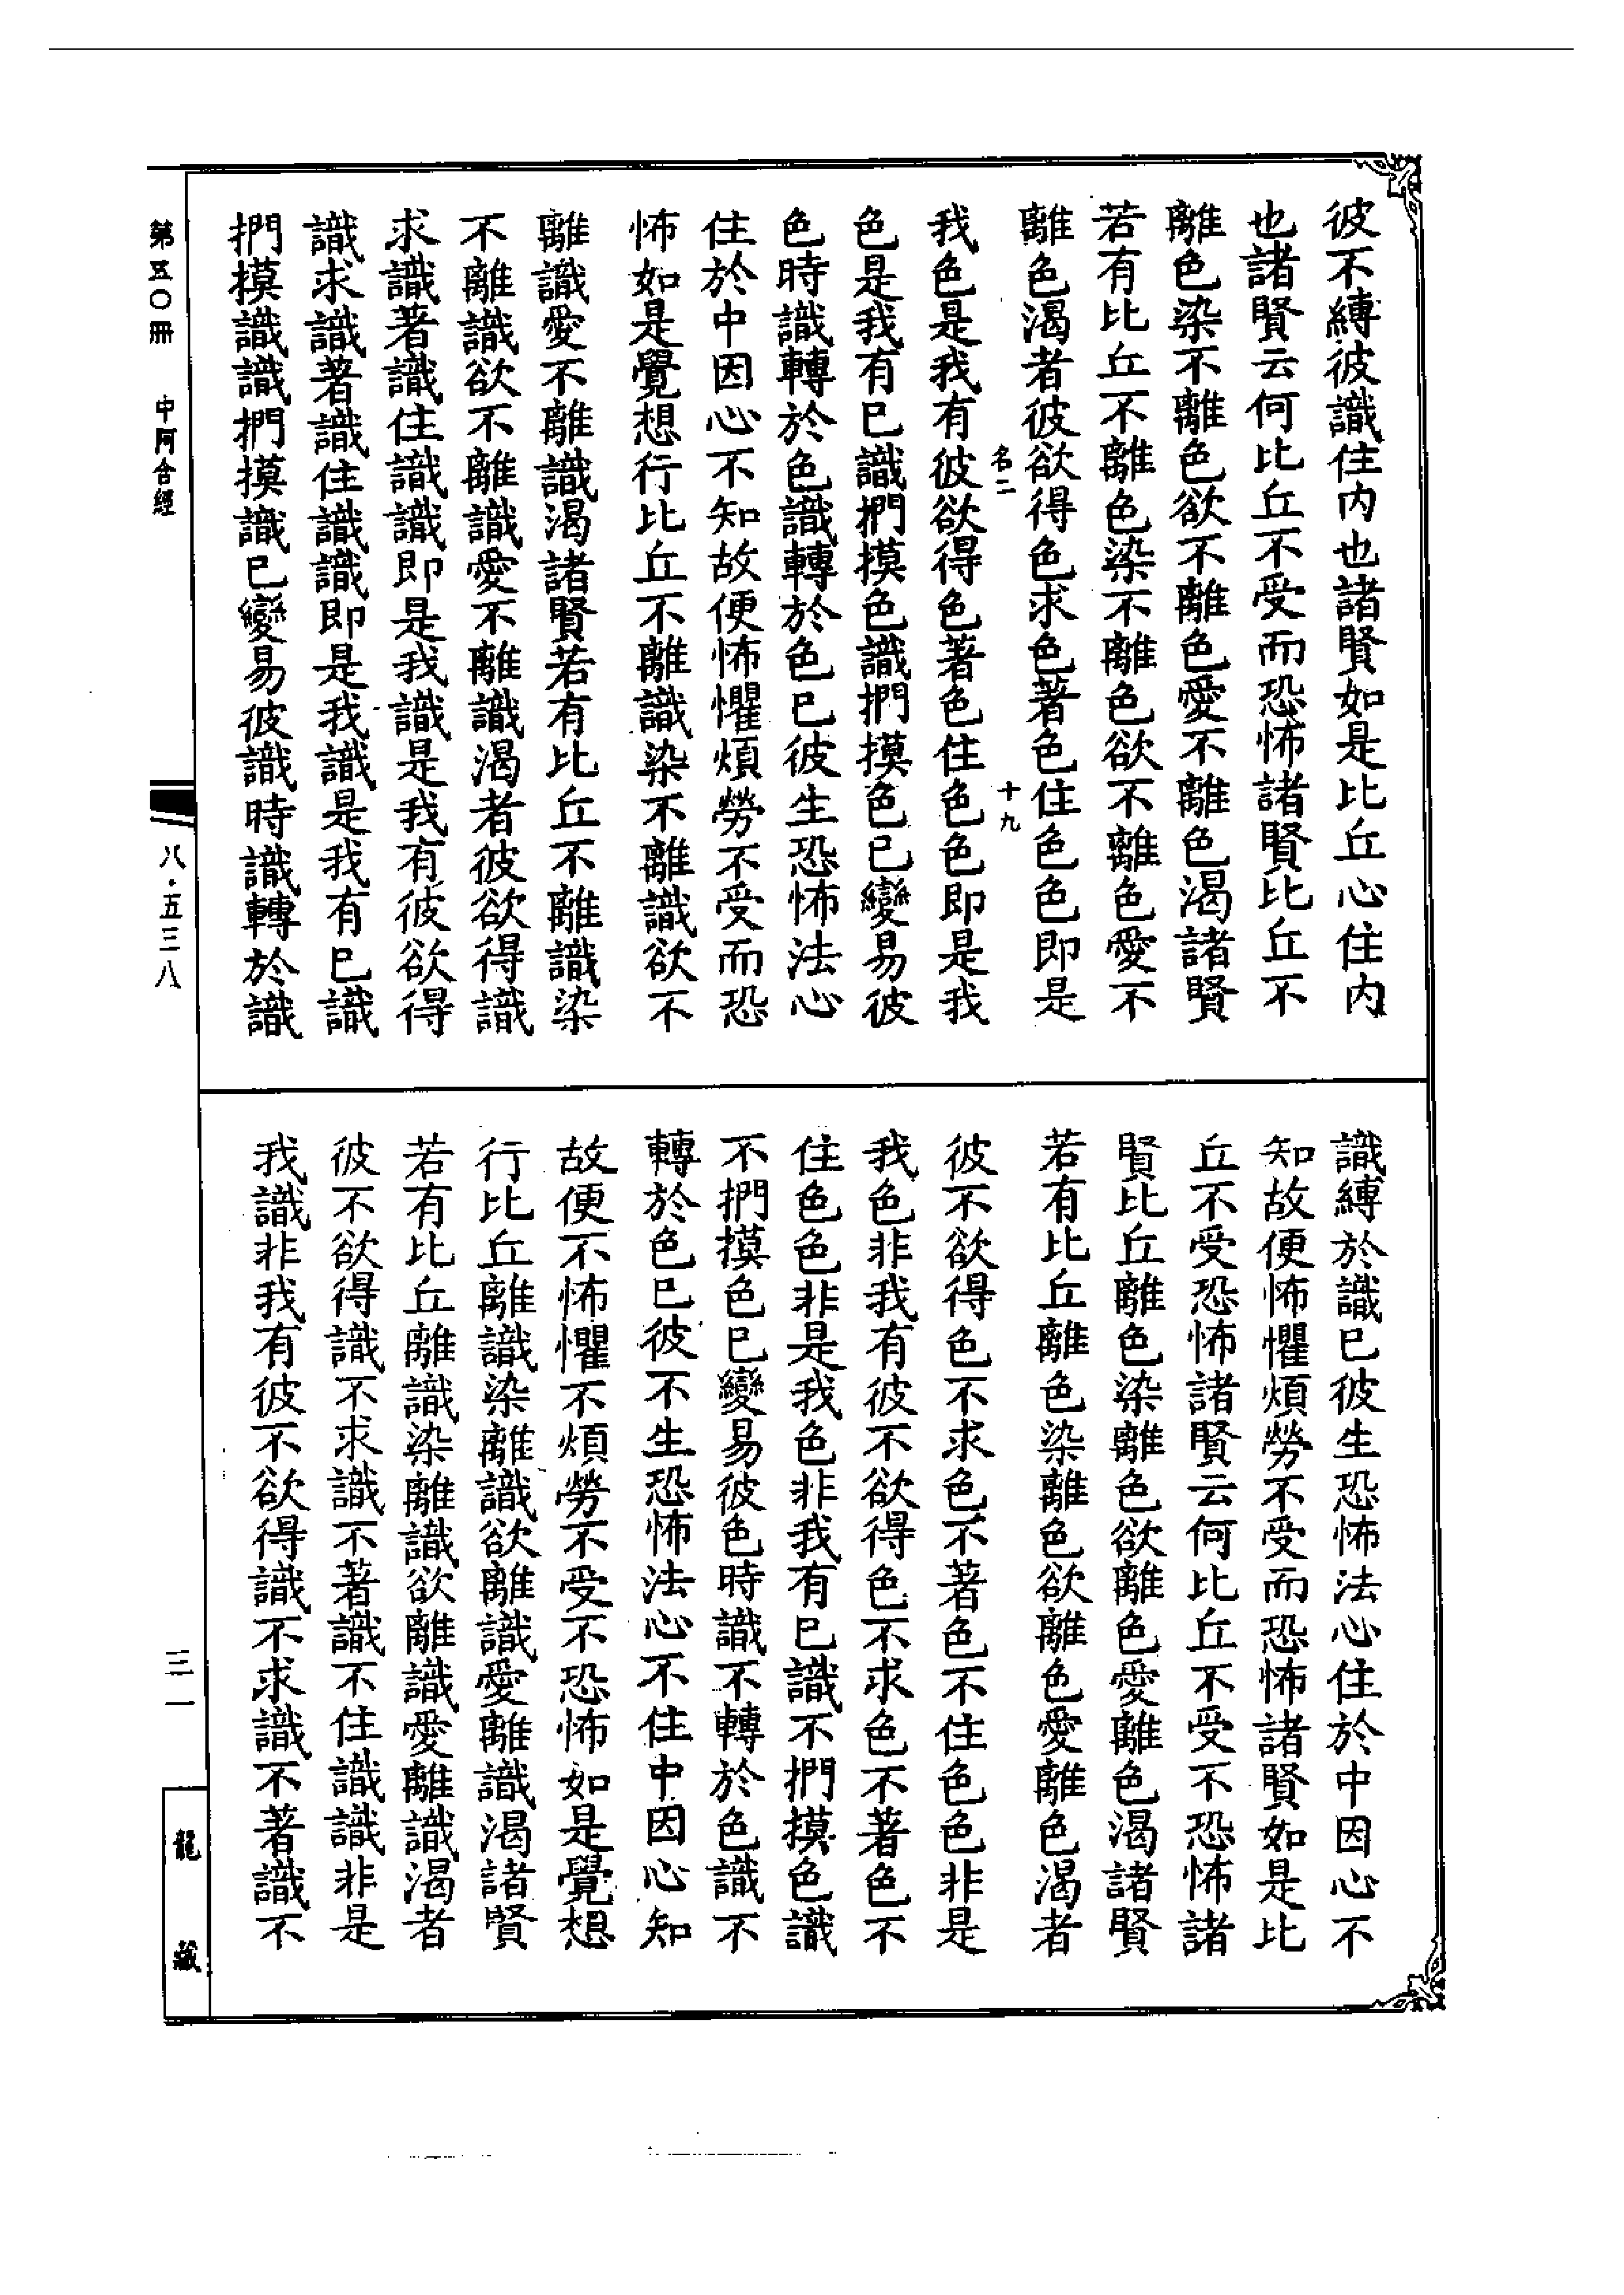 彼不縛彼識住内也諸賢如是比丘心住内
也諸賢云何比丘不受而恐怖諸賢比丘不
離色染不離色欲不離色愛不離色渴諸賢
若有比丘不離色染不離色欲不離色愛不
離色渴者彼欲得色求色著色住色色即是
名二
十九
我色是我有彼欲得色著色住色色即是我
色是我有已識捫摸色識捫摸色已變易彼
色時識轉於色識轉於色已彼生恐怖法心
住於中因心不知故便怖懼煩勞不受而恐
怖如是覺想行比丘不離識染不離識欲不
離識愛不離識渴諸賢若有比丘不離識染
不離識欲不離識愛不離識渴者彼欲得識
求識著識住識識即是我識是我有彼欲得
識求識著識住識識即是我識是我有已識
捫摸識識捫摸識已變易彼識時識轉於識
識縛於識已彼生恐怖法心住於中因心不
知故便怖懼煩勞不受而恐怖諸賢如是比
丘不受恐怖諸賢云何比丘不受不恐怖諸
賢比丘離色染離色欲離色愛離色渴諸賢
若有比丘離色染離色欲離色愛離色渴者
彼不欲得色不求色不著色不住色色非是
我色非我有彼不欲得色不求色不著色不
住色色非是我色非我有已識不捫摸色識
不捫摸色已變易彼色時識不轉於色識不
轉於色已彼不生恐怖法心不住中因心知
故便不怖懼不煩勞不受不恐怖如是覺想
行比丘離識染離識欲離識愛離識渴諸賢
若有比丘離識染離識欲離識愛離識渴者
彼不欲得識不求識不著識不住識識非是
我識非我有彼不欲得識不求識不著識不
第五〇冊 中阿含經
八·五三八
三一
龍藏